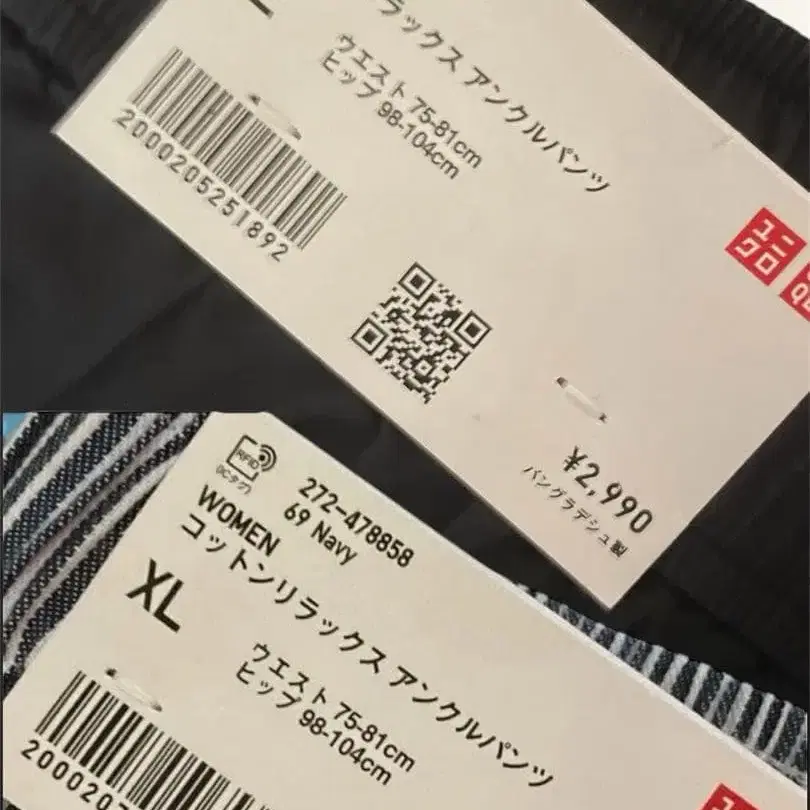 ラックス アンクルパンツ
ウエスト 75-81cm
ヒップ 98-104cm
2000205251892
ユニ
クロ
¥2,990
バングラデシュ製
RFID
(ICタグ)
272-478858
69 Navy
WOMEN
コットンリラックス アンクルパンツ
XL
ウエスト 75-81cm
ヒップ 98-104cm